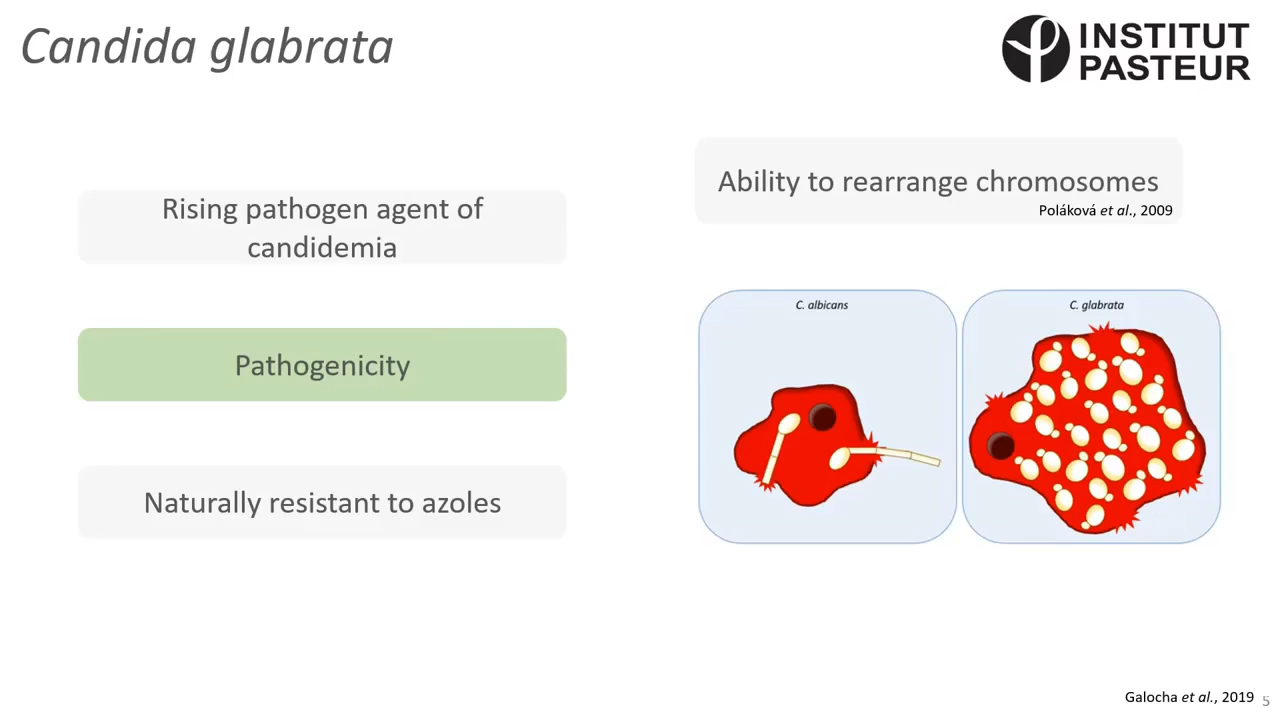 Candida glabrata
INSTITUT
PASTEUR
Rising pathogen agent of
candidemia
Pathogenicity
Naturally resistant to azoles
Ability to rearrange chromosomes
Poláková et al., 2009
C. albicans
C. glabrata
Galocha et al., 2019
5